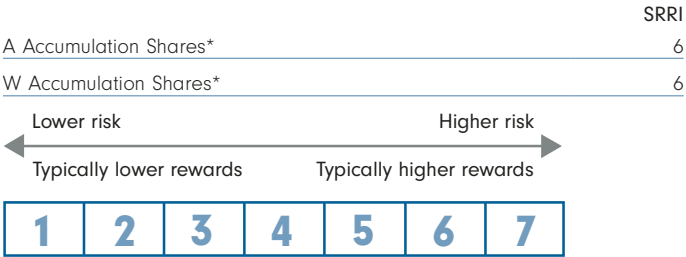 SRRI
A Accumulation Shares* 6
W Accumulation Shares* 6
Lower risk Higher risk
Typically lower rewards Typically higher rewards
1 2 3 4 5 6 7